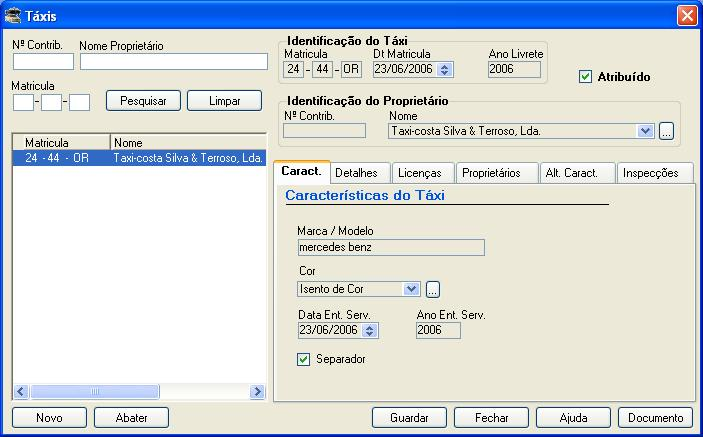 Táxis
Nº Contrib. Nome Proprietário
Matricula
- -
Pesquisar Limpar
Matricula Nome
24 - 44 - OR Taxi-costa Silva & Terroso, Lda.
Novo Abater
Identificação do Táxi
Matricula Dt Matricula Ano Livrete
24 - 44 - OR 23/06/2006 2006
Atribuído
Identificação do Proprietário
Nº Contrib. Nome
Taxi-costa Silva & Terroso, Lda. ...
Caract. Detalhes Licenças Proprietários Alt. Caract. Inspecções
Características do Táxi
Marca / Modelo
mercedes benz
Cor
Isento de Cor ...
Data Ent. Serv. Ano Ent. Serv.
23/06/2006 2006
Separador
Guardar Fechar Ajuda Documento